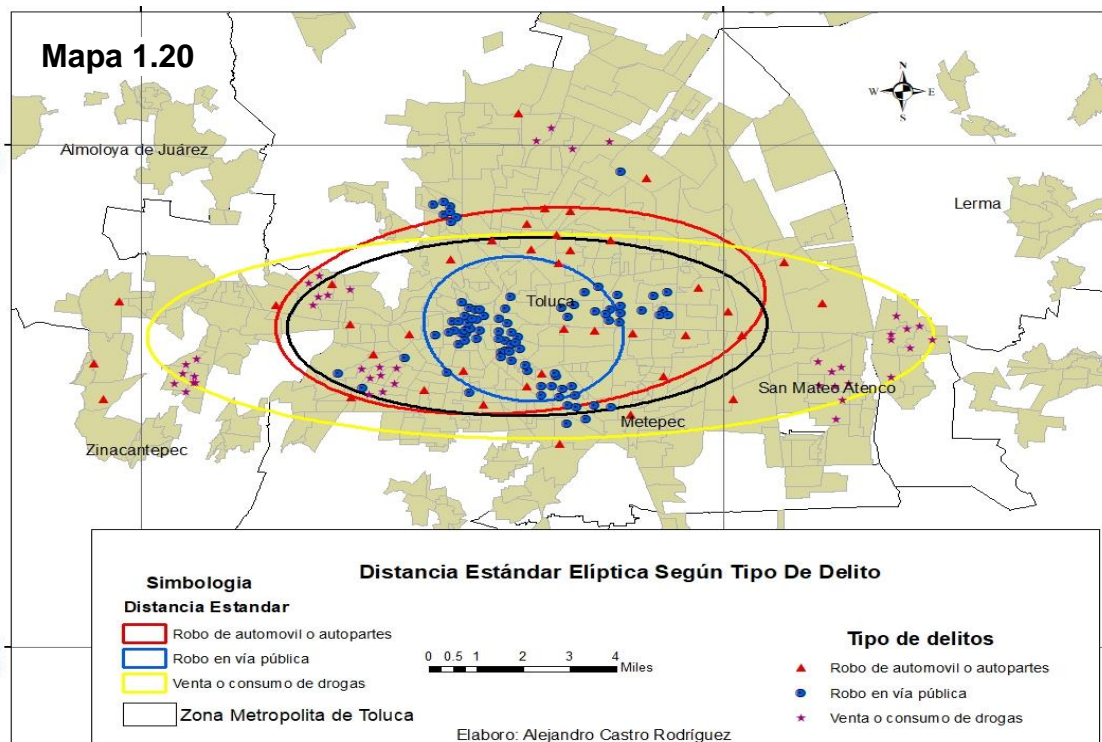 Mapa 1.20
N
W E
S
Almoloya de Juárez
Lerma
Toluca
San Mateo Atenco
Metepec
Zinacantepec
Distancia Estándar Elíptica Según Tipo De Delito
Simbologia
Distancia Estandar
Robo de automovil o autopartes
Robo en vía pública
Venta o consumo de drogas
Zona Metropolita de Toluca
0 0.5 1 2 3 4
Miles
Tipo de delitos
Robo de automovil o autopartes
Robo en vía pública
Venta o consumo de drogas
Elaboro: Alejandro Castro Rodríguez